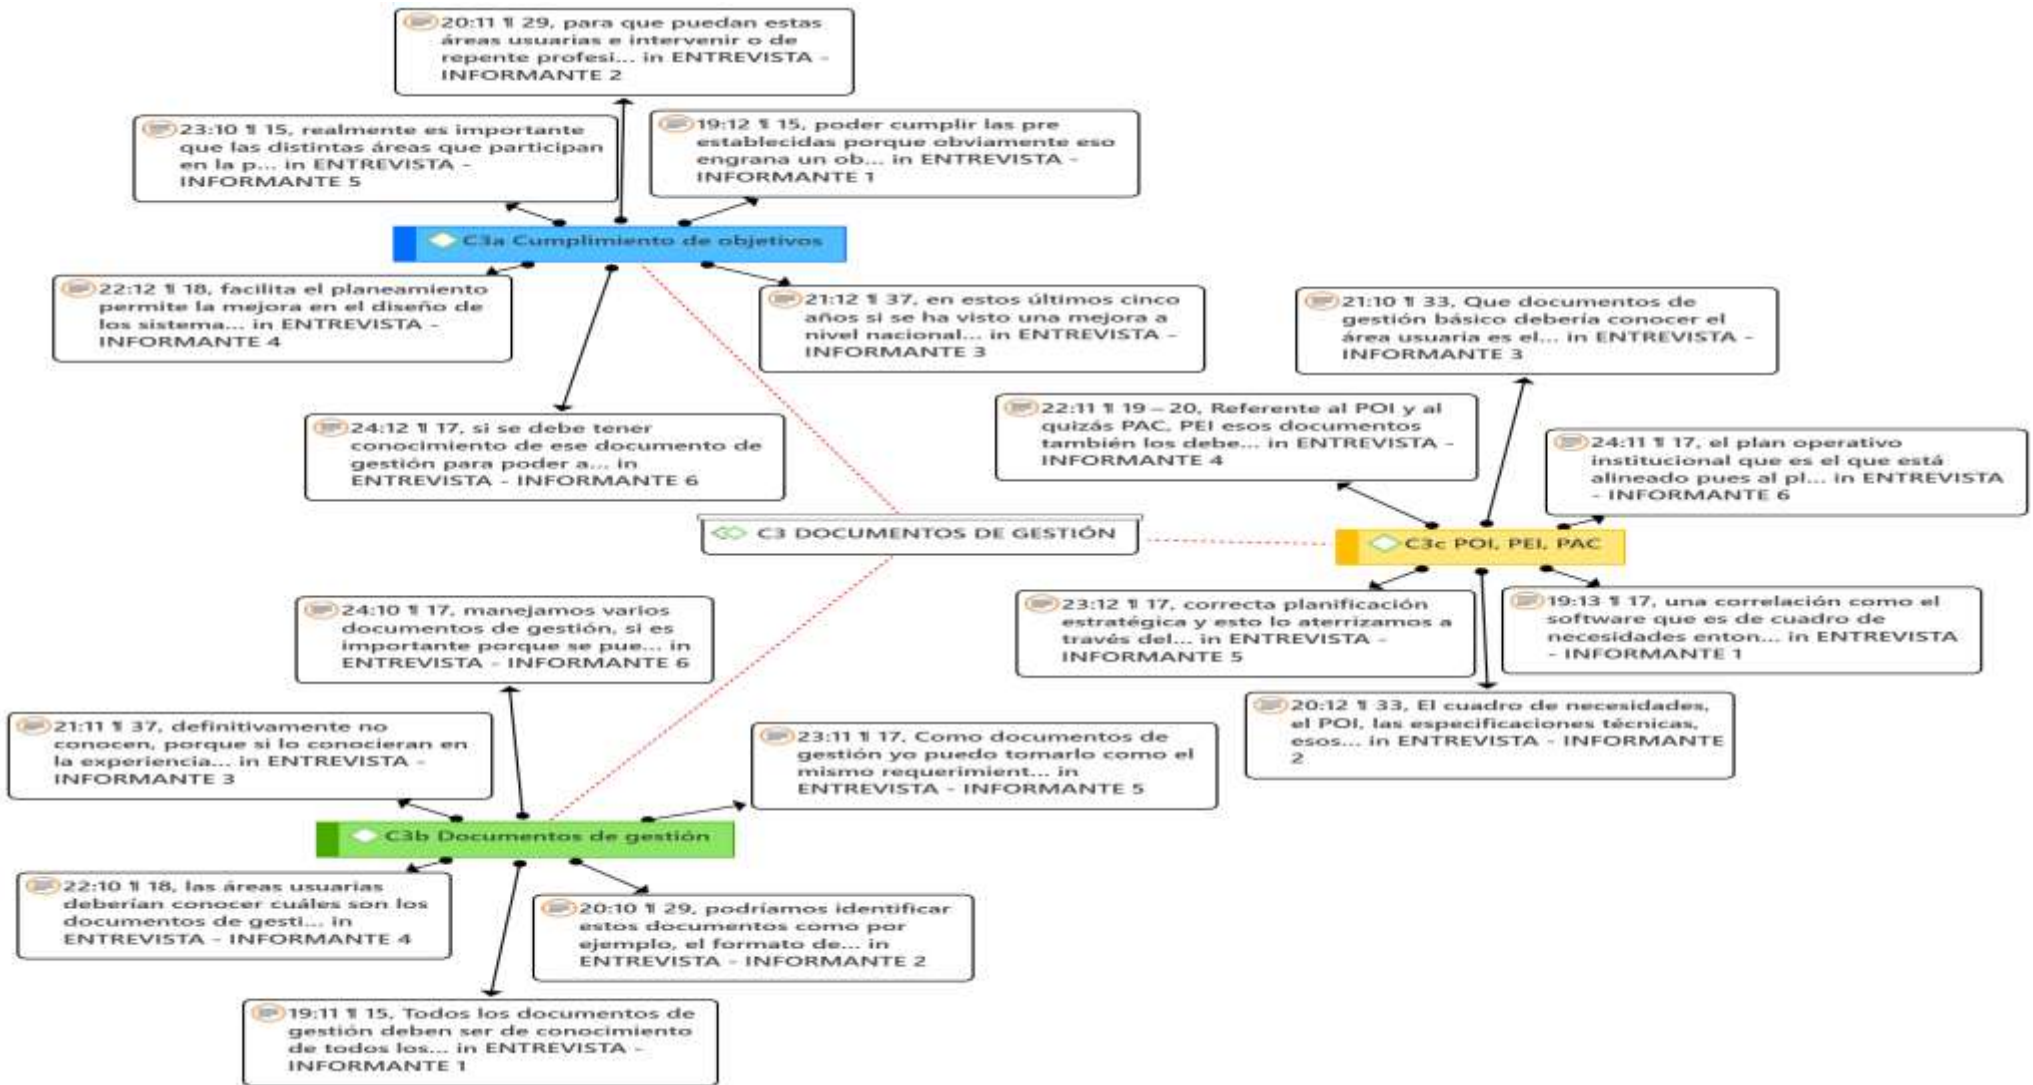 20:11 ¶ 29, para que puedan estas
áreas usuarias e intervenir o de
repente profesi... in ENTREVISTA -
INFORMANTE 2
23:10 ¶ 15, realmente es importante
que las distintas áreas que participan
en la p... in ENTREVISTA -
INFORMANTE 5
19:12 ¶ 15, poder cumplir las pre
establecidas porque obviamente eso
engrana un ob... in ENTREVISTA -
INFORMANTE 1
C3a Cumplimiento de objetivos
22:12 ¶ 18, facilita el planeamiento
permite la mejora en el diseño de
los sistema... in ENTREVISTA -
INFORMANTE 4
21:12 ¶ 37, en estos últimos cinco
años si se ha visto una mejora a
nivel nacional... in ENTREVISTA -
INFORMANTE 3
24:12 ¶ 17, si se debe tener
conocimiento de ese documento de
gestión para poder a... in
ENTREVISTA - INFORMANTE 6
21:10 ¶ 33, Que documentos de
gestión básico debería conocer el
área usuaria es el... in ENTREVISTA -
INFORMANTE 3
22:11 ¶ 19 – 20, Referente al POI y al
quizás PAC, PEI esos documentos
también los debe... in ENTREVISTA -
INFORMANTE 4
24:11 ¶ 17, el plan operativo
institucional que es el que está
alineado pues al pl... in ENTREVISTA
- INFORMANTE 6
C3 DOCUMENTOS DE GESTIÓN
C3c POI, PEI, PAC
23:12 ¶ 17, correcta planificación
estratégica y esto lo aterrizamos a
través del... in ENTREVISTA -
INFORMANTE 5
19:13 ¶ 17, una correlación como el
software que es de cuadro de
necesidades enton... in ENTREVISTA
- INFORMANTE 1
20:12 ¶ 33, El cuadro de necesidades,
el POI, las especificaciones técnicas,
esos... in ENTREVISTA - INFORMANTE
2
24:10 ¶ 17, manejamos varios
documentos de gestión, si es
importante porque se pue... in
ENTREVISTA - INFORMANTE 6
21:11 ¶ 37, definitivamente no
conocen, porque si lo conocieran en
la experiencia... in ENTREVISTA -
INFORMANTE 3
23:11 ¶ 17, Como documentos de
gestión yo puedo tomarlo como el
mismo requerimient... in
ENTREVISTA - INFORMANTE 5
C3b Documentos de gestión
22:10 ¶ 18, las áreas usuarias
deberían conocer cuáles son los
documentos de gesti... in
ENTREVISTA - INFORMANTE 4
20:10 ¶ 29, podríamos identificar
estos documentos como por
ejemplo, el formato de... in
ENTREVISTA - INFORMANTE 2
19:11 ¶ 15, Todos los documentos de
gestión deben ser de conocimiento
de todos los... in ENTREVISTA -
INFORMANTE 1